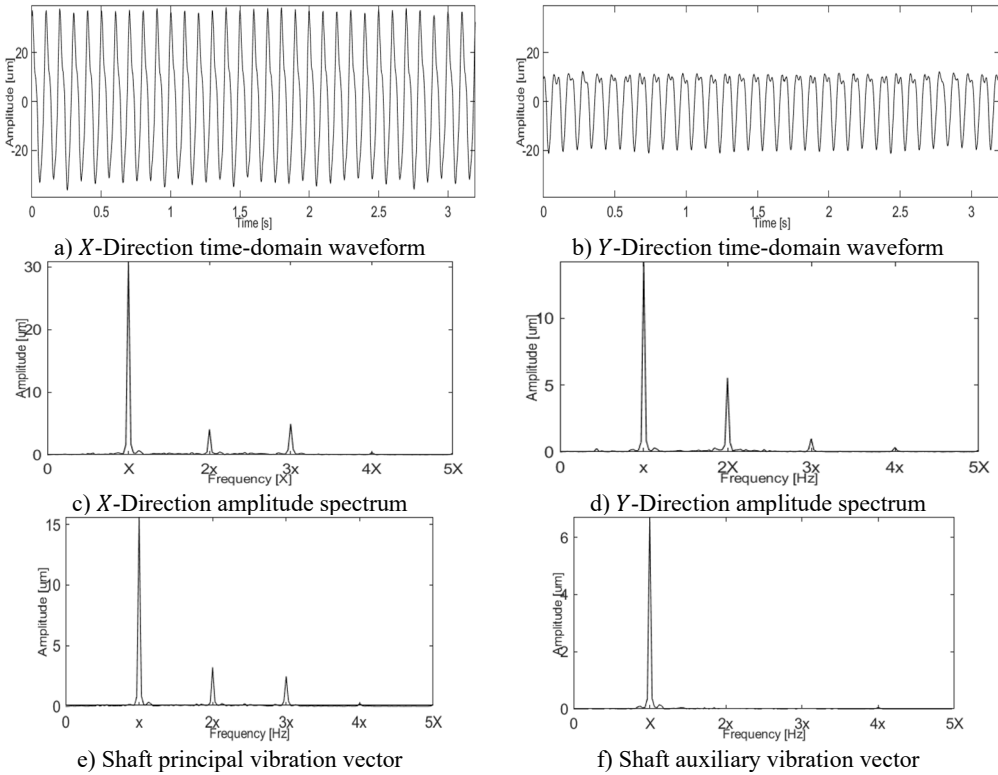 Amplitude [um]
20
0
-20
0 0.5 1 1.5 2 2.5 3
Time [s]
a) X-Direction time-domain waveform
Amplitude [um]
20
0
-20
0 0.5 1 1.5 2 2.5 3
Time [s]
b) Y-Direction time-domain waveform
Amplitude [um]
30
20
10
0
0 X 2x 3x 4x 5X
Frequency [X]
c) X-Direction amplitude spectrum
Amplitude [um]
10
5
0
0 x 2X 3x 4x 5X
Frequency [Hz]
d) Y-Direction amplitude spectrum
Amplitude [um]
15
10
5
0
0 x 2x 3x 4x 5X
Frequency [Hz]
e) Shaft principal vibration vector
Amplitude [um]
6
4
2
0
0 X 2x 3x 4x 5X
Frequency [Hz]
f) Shaft auxiliary vibration vector